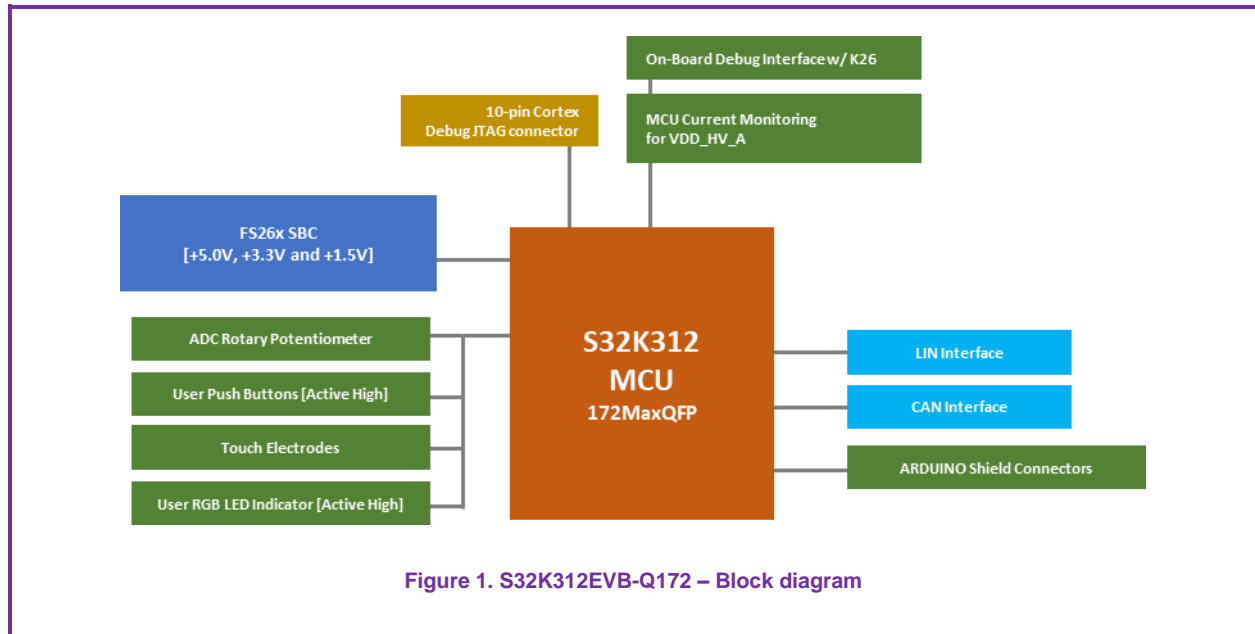 On-Board Debug Interface w/ K26
10-pin Cortex
Debug JTAG connector
MCU Current Monitoring
for VDD_HV_A
FS26x SBC
[+5.0V, +3.3V and +1.5V]
ADC Rotary Potentiometer
User Push Buttons [Active High]
Touch Electrodes
User RGB LED Indicator [Active High]
S32K312
MCU
172MaxQFP
LIN Interface
CAN Interface
ARDUINO Shield Connectors
Figure 1. S32K312EVB-Q172 – Block diagram